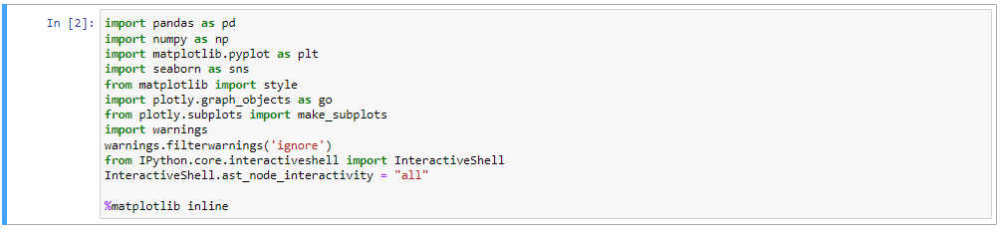 In [2]: import pandas as pd
import numpy as np
import matplotlib.pyplot as plt
import seaborn as sns
from matplotlib import style
import plotly.graph_objects as go
from plotly.subplots import make_subplots
import warnings
warnings.filterwarnings('ignore')
from IPython.core.interactiveshell import InteractiveShell
InteractiveShell.ast_node_interactivity = "all"
%matplotlib inline